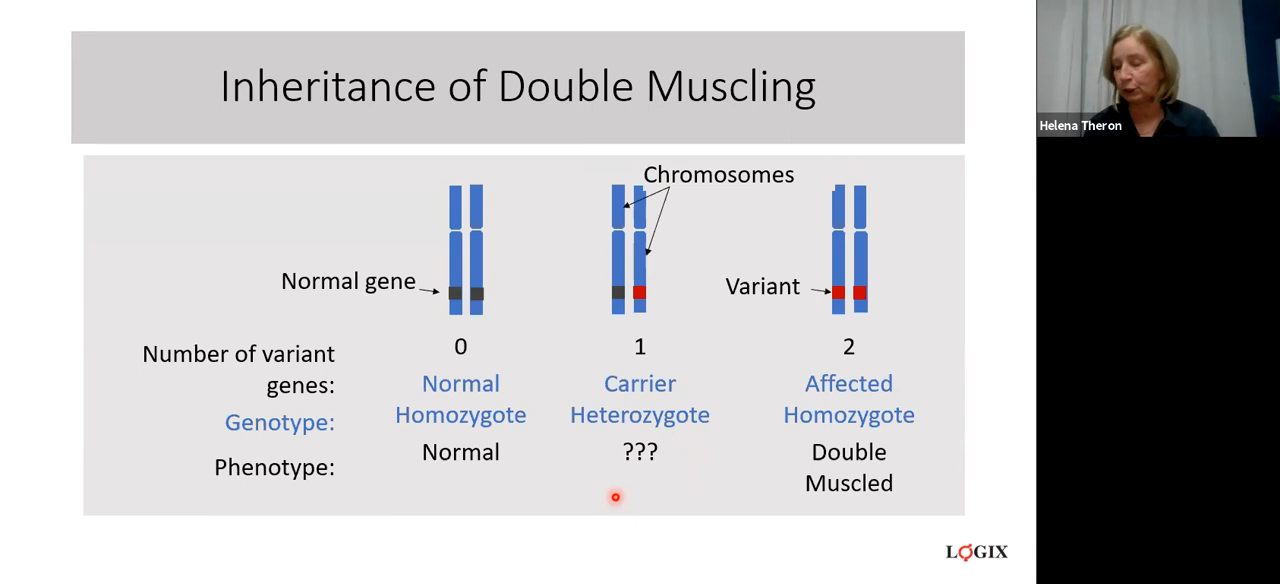 Inheritance of Double Muscling
Helena Theron
Chromosomes
Normal gene
Variant
Number of variant
genes:
0
1
2
Genotype:
Normal
Homozygote
Carrier
Heterozygote
Affected
Homozygote
Phenotype:
Normal
???
Double
Muscled
LOGIX